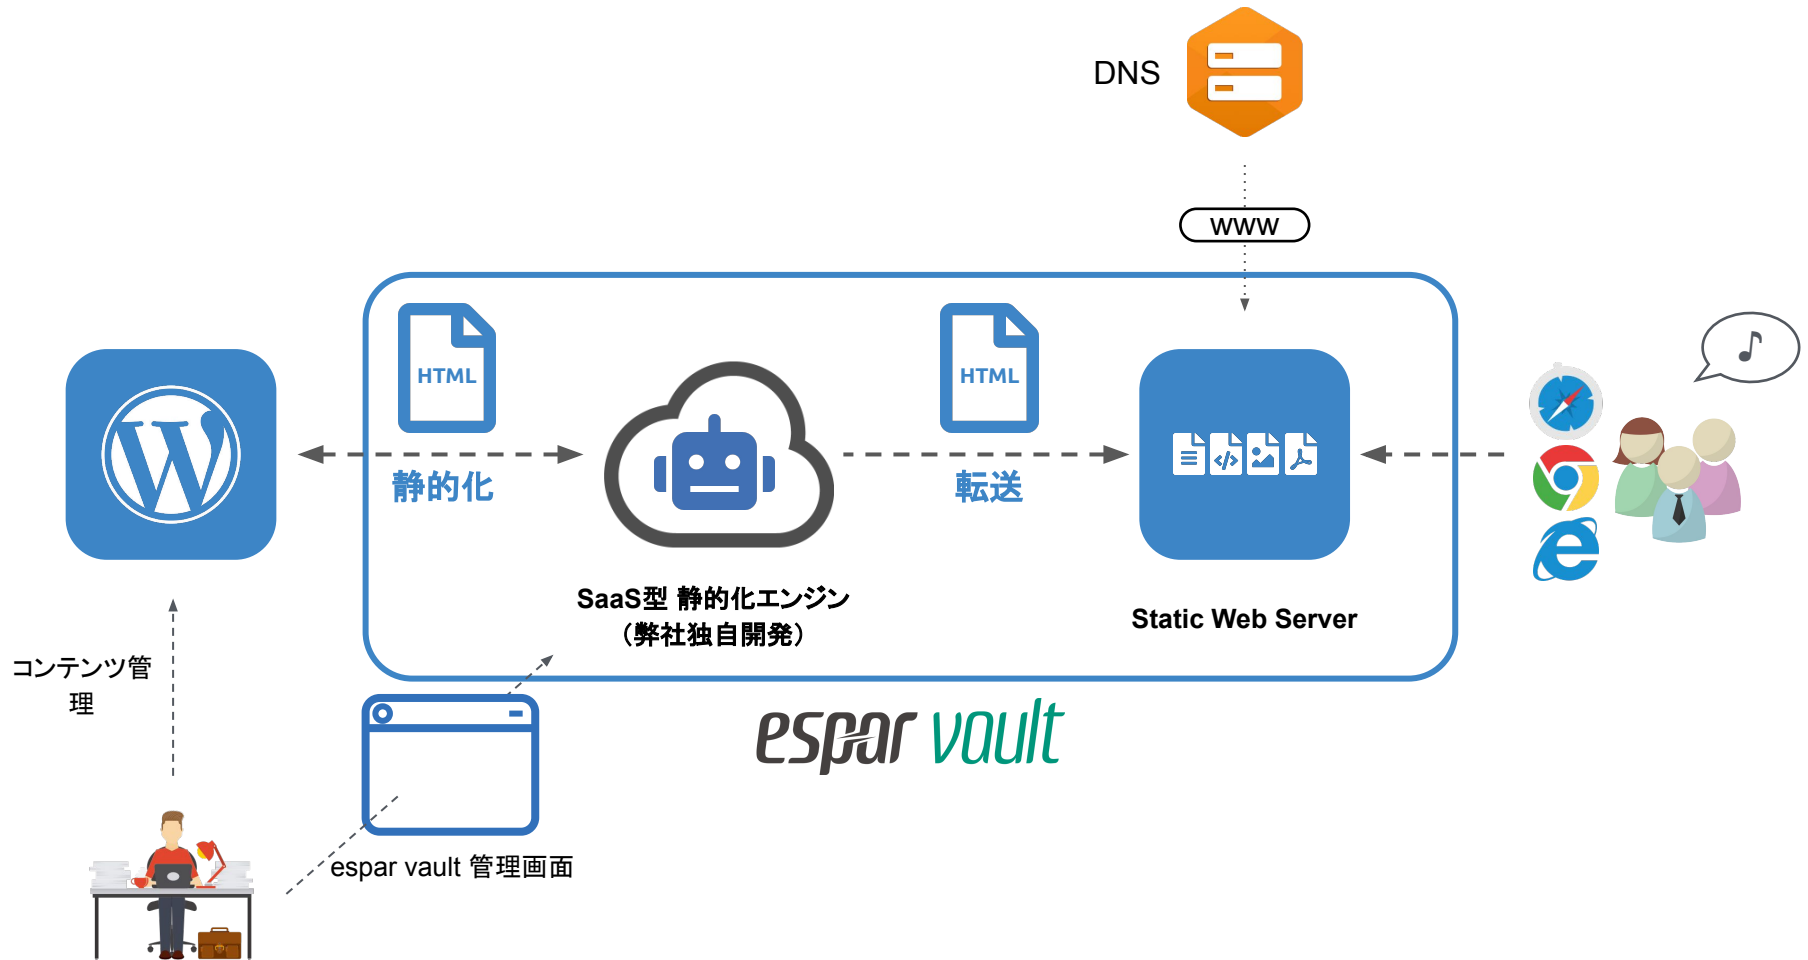 DNS
www
HTML
HTML
静的化
転送
SaaS型 静的化エンジン
（弊社独自開発）
Static Web Server
コンテンツ管
理
espar vault
espar vault 管理画面